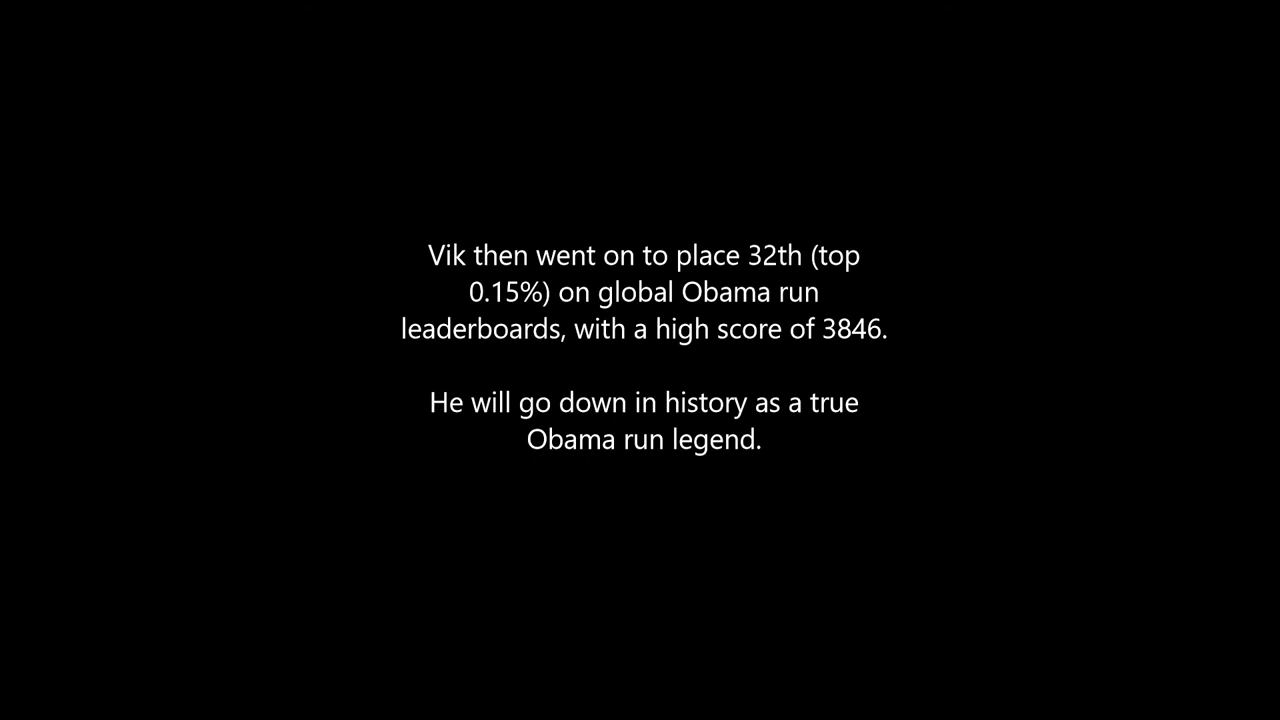 Vik then went on to place 32th (top
0.15%) on global Obama run
leaderboards, with a high score of 3846.
He will go down in history as a true
Obama run legend.